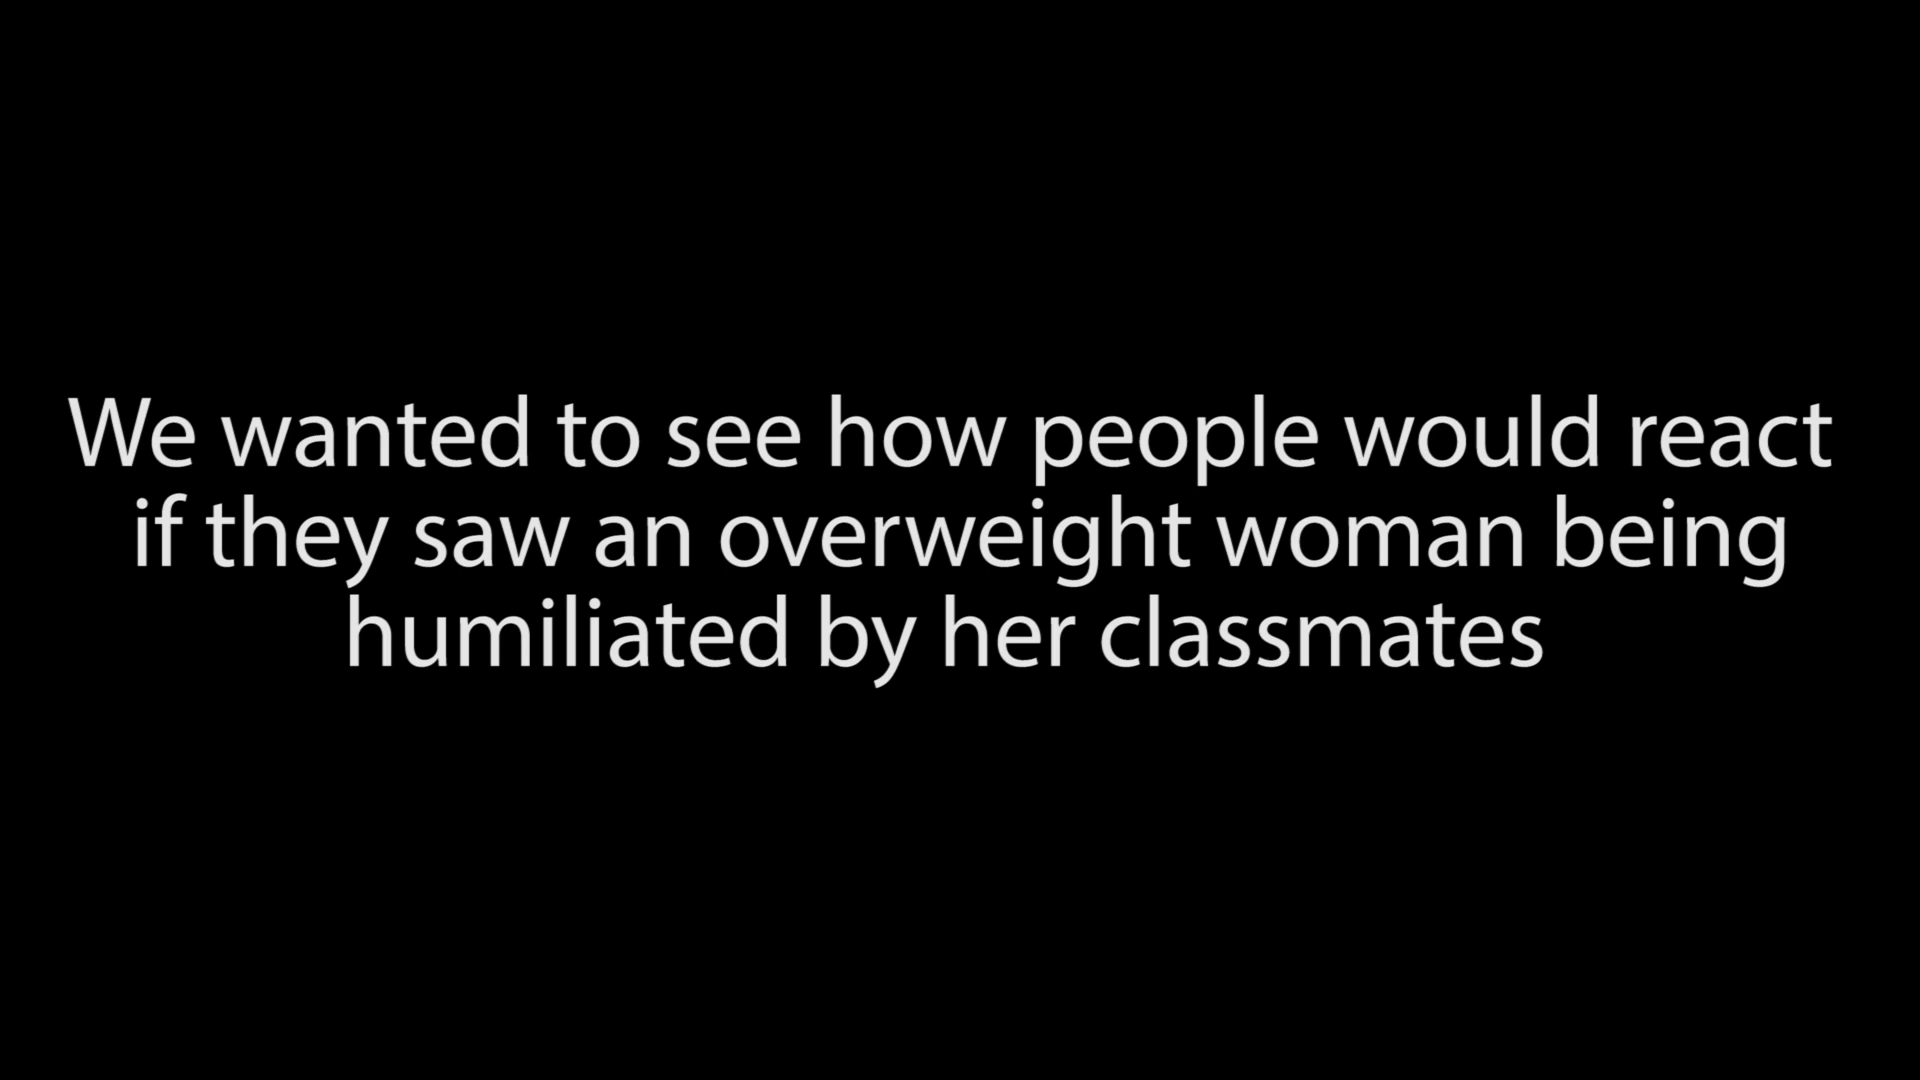 We wanted to see how people would react
if they saw an overweight woman being
humiliated by her classmates